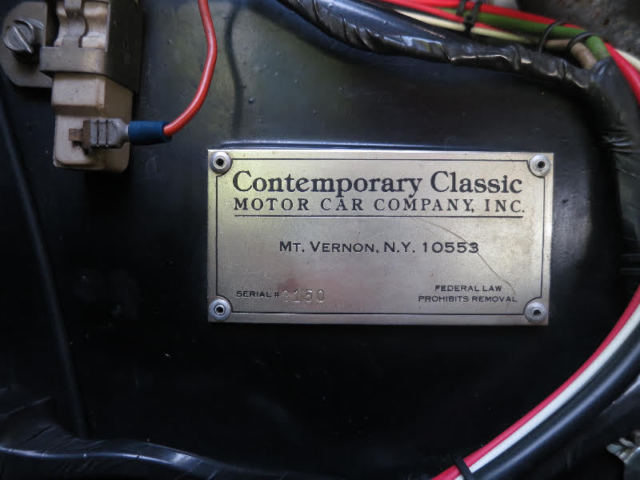 Contemporary Classic
MOTOR CAR COMPANY, INC.
MT. VERNON, N.Y. 10553
SERIAL #
FEDERAL LAW
PROHIBITS REMOVAL